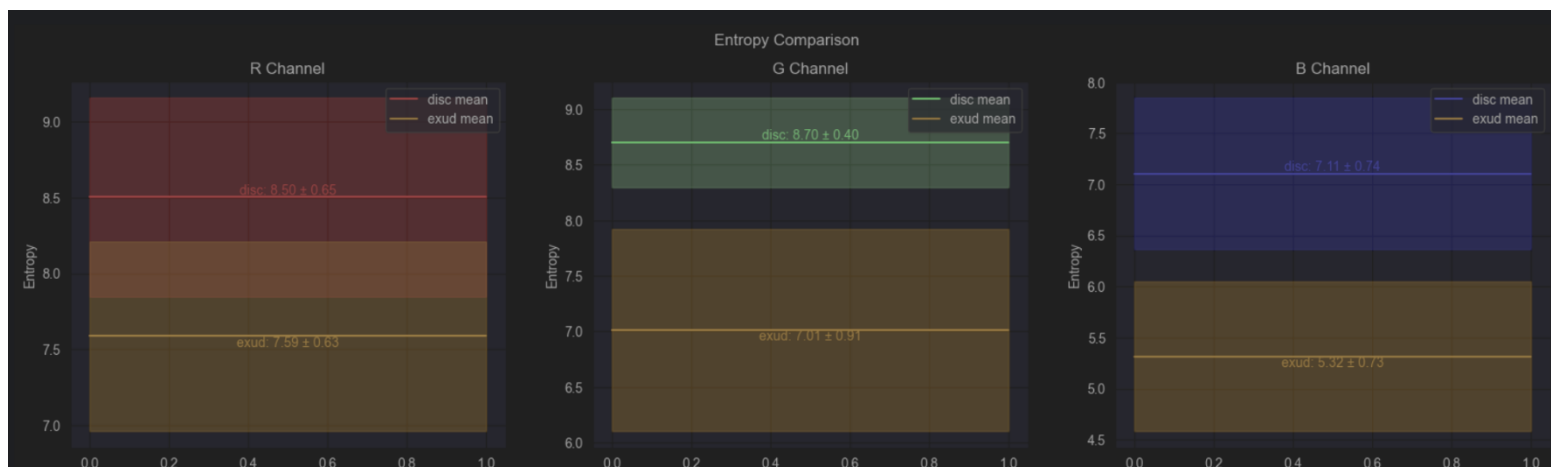 Entropy Comparison
R Channel
disc mean
exud mean
disc: 8.50 ± 0.65
exud: 7.59 ± 0.63
Entropy
9.0
8.5
8.0
7.5
7.0
0.0 0.2 0.4 0.6 0.8 1.0
G Channel
disc mean
exud mean
disc: 8.70 ± 0.40
exud: 7.01 ± 0.91
Entropy
9.0
8.5
8.0
7.5
7.0
6.5
6.0
0.0 0.2 0.4 0.6 0.8 1.0
B Channel
disc mean
exud mean
disc: 7.11 ± 0.74
exud: 5.32 ± 0.73
Entropy
8.0
7.5
7.0
6.5
6.0
5.5
5.0
4.5
0.0 0.2 0.4 0.6 0.8 1.0